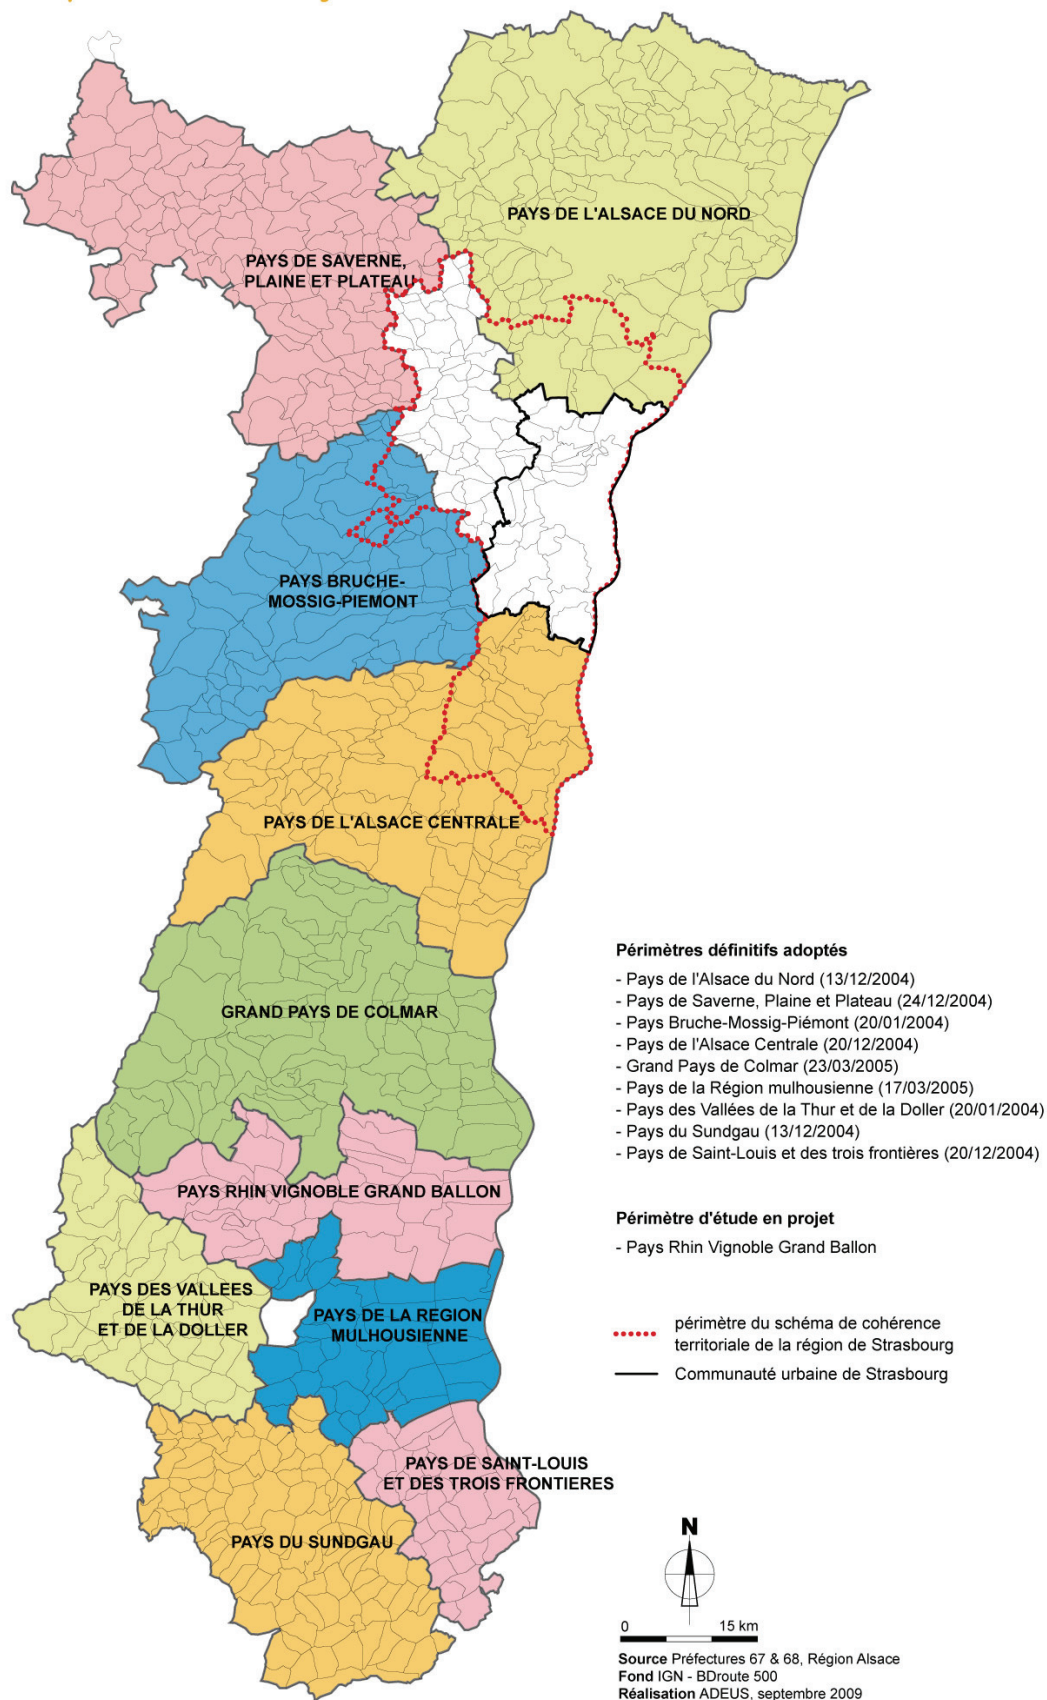 PAYS DE L'ALSACE DU NORD
PAYS DE SAVERNE,
PLAINE ET PLATEAU
PAYS BRUCHE-
MOSSIG-PIEMONT
PAYS DE L'ALSACE CENTRALE
GRAND PAYS DE COLMAR
PAYS RHIN VIGNOBLE GRAND BALLON
PAYS DES VALLEES
DE LA THUR
ET DE LA DOLLER
PAYS DE LA REGION
MULHOUSIENNE
PAYS DE SAINT-LOUIS
ET DES TROIS FRONTIERES
PAYS DU SUNDGAU
Périmètres définitifs adoptés
- Pays de l'Alsace du Nord (13/12/2004)
- Pays de Saverne, Plaine et Plateau (24/12/2004)
- Pays Bruche-Mossig-Piémont (20/01/2004)
- Pays de l'Alsace Centrale (20/12/2004)
- Grand Pays de Colmar (23/03/2005)
- Pays de la Région mulhousienne (17/03/2005)
- Pays des Vallées de la Thur et de la Doller (20/01/2004)
- Pays du Sundgau (13/12/2004)
- Pays de Saint-Louis et des trois frontières (20/12/2004)
Périmètre d'étude en projet
- Pays Rhin Vignoble Grand Ballon
périmètre du schéma de cohérence
territoriale de la région de Strasbourg
Communauté urbaine de Strasbourg
N
0 15 km
Source Préfectures 67 & 68, Région Alsace
Fond IGN - BDroute 500
Réalisation ADEUS, septembre 2009